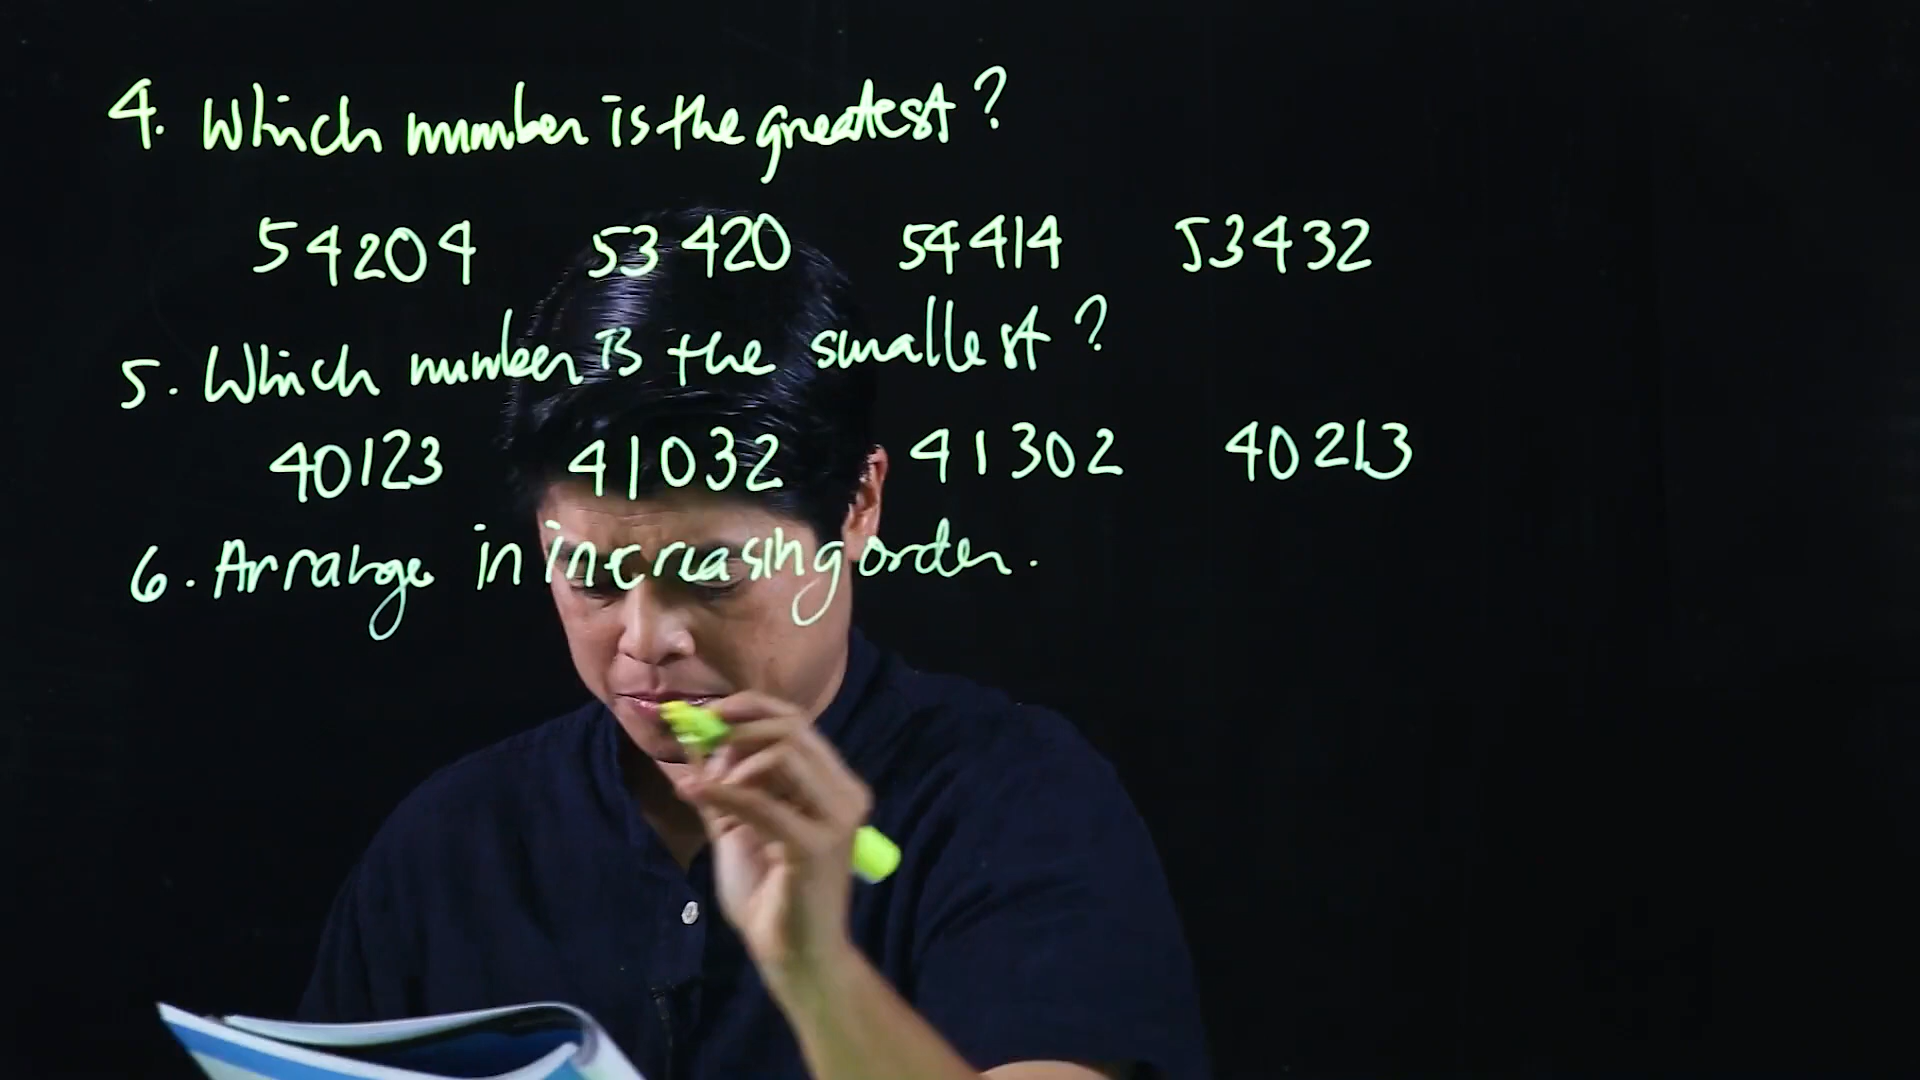 4. Which number is the greatest?
54204 53420 54414 53432
5. Which number is the smallest?
40123 41032 41302 40213
6. Arrange in increasing order.